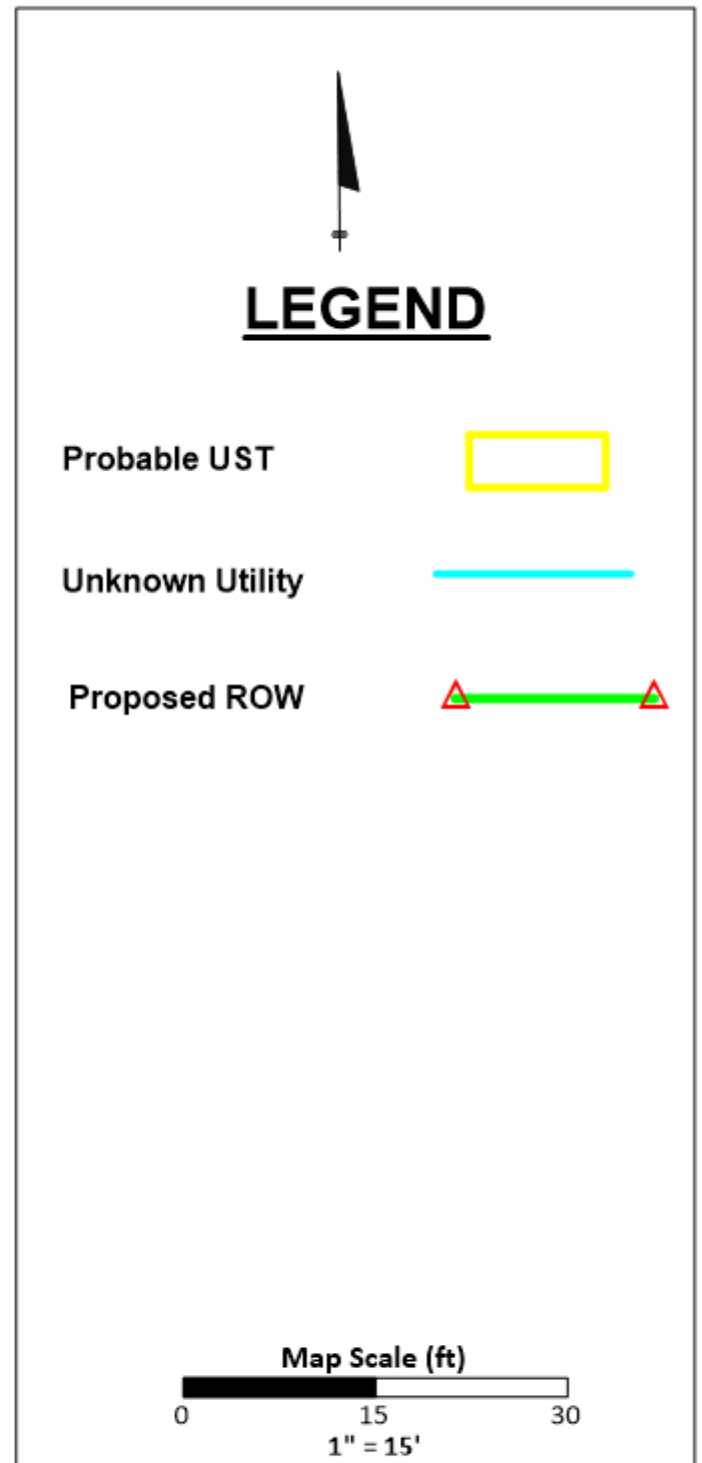 LEGEND
Probable UST
Unknown Utility
Proposed ROW
Map Scale (ft)
0 15 30
1" = 15'